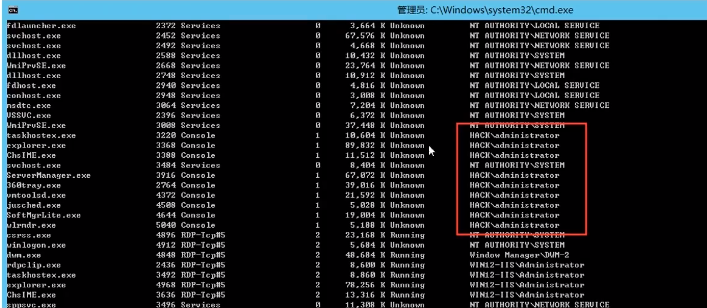 管理员: C:\Windows\system32\cmd.exe
fdlauncher.exe 2372 Services 0 3,664 K Unknown NT AUTHORITY\LOCAL SERVICE
svchost.exe 2452 Services 0 67,576 K Unknown NT AUTHORITY\NETWORK SERVICE
svchost.exe 2492 Services 0 4,668 K Unknown NT AUTHORITY\NETWORK SERVICE
dllhost.exe 2588 Services 0 10,432 K Unknown NT AUTHORITY\SYSTEM
WmiPrvSE.exe 2668 Services 0 23,764 K Unknown NT AUTHORITY\NETWORK SERVICE
dllhost.exe 2748 Services 0 10,912 K Unknown NT AUTHORITY\SYSTEM
fdhost.exe 2940 Services 0 4,816 K Unknown NT AUTHORITY\LOCAL SERVICE
conhost.exe 2948 Services 0 3,008 K Unknown NT AUTHORITY\LOCAL SERVICE
msdtc.exe 3064 Services 0 7,204 K Unknown NT AUTHORITY\NETWORK SERVICE
VSSVC.exe 2396 Services 0 6,372 K Unknown NT AUTHORITY\SYSTEM
WmiPrvSE.exe 3008 Services 0 37,440 K Unknown NT AUTHORITY\SYSTEM
taskhostex.exe 3220 Console 1 10,604 K Unknown HACK\administrator
explorer.exe 3368 Console 1 89,832 K Unknown HACK\administrator
ChsIME.exe 3308 Console 1 11,512 K Unknown HACK\administrator
svchost.exe 3484 Services 0 8,404 K Unknown NT AUTHORITY\SYSTEM
ServerManager.exe 3916 Console 1 67,072 K Unknown HACK\administrator
360tray.exe 2764 Console 1 39,016 K Unknown HACK\administrator
vmtoolsd.exe 4372 Console 1 21,592 K Unknown HACK\administrator
jusched.exe 4508 Console 1 5,028 K Unknown HACK\administrator
SoftMgrLite.exe 4644 Console 1 19,004 K Unknown HACK\administrator
wlrmdr.exe 5040 Console 1 5,188 K Unknown HACK\administrator
csrss.exe 4896 RDP-Tcp#5 2 23,168 K Running NT AUTHORITY\SYSTEM
winlogon.exe 4912 RDP-Tcp#5 2 5,684 K Unknown NT AUTHORITY\SYSTEM
dwm.exe 4848 RDP-Tcp#5 2 48,684 K Running Window Manager\DWM-2
rdpclip.exe 2436 RDP-Tcp#5 2 8,600 K Running WIN12-IIS\Administrator
taskhostex.exe 3492 RDP-Tcp#5 2 8,860 K Running WIN12-IIS\Administrator
explorer.exe 4968 RDP-Tcp#5 2 78,256 K Running WIN12-IIS\Administrator
ChsIME.exe 3636 RDP-Tcp#5 2 13,316 K Running WIN12-IIS\Administrator
sppsvc.exe 3496 Services 0 11,308 K Unknown NT AUTHORITY\NETWORK SERVICE